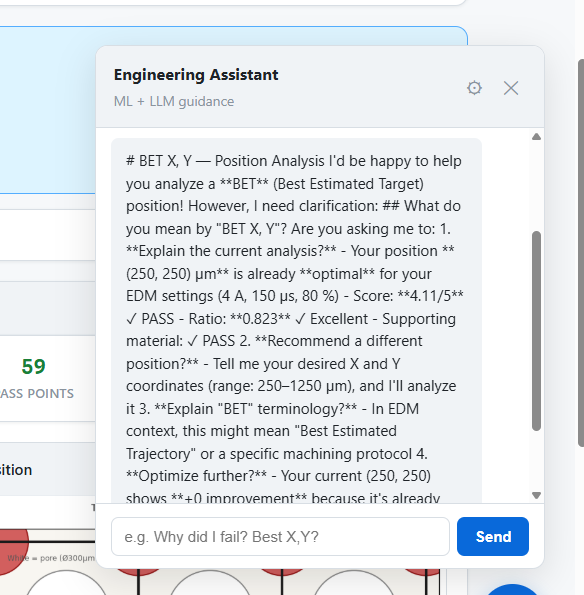 Engineering Assistant
ML + LLM guidance
# BET X, Y — Position Analysis I'd be happy to help
you analyze a **BET** (Best Estimated Target)
position! However, I need clarification: ## What do
you mean by "BET X, Y"? Are you asking me to: 1.
**Explain the current analysis?** - Your position **
(250, 250) µm** is already **optimal** for your
EDM settings (4 A, 150 µs, 80 %) - Score: **4.11/5**
✓ PASS - Ratio: **0.823** ✓ Excellent - Supporting
material: ✓ PASS 2. **Recommend a different
position?** - Tell me your desired X and Y
coordinates (range: 250–1250 µm), and I'll analyze
it 3. **Explain "BET" terminology?** - In EDM
context, this might mean "Best Estimated
Trajectory" or a specific machining protocol 4.
**Optimize further?** - Your current (250, 250)
shows **+0 improvement** because it's already
59
ASS POINTS
sition
White = pore (Ø300µm
e.g. Why did I fail? Best X,Y?
Send